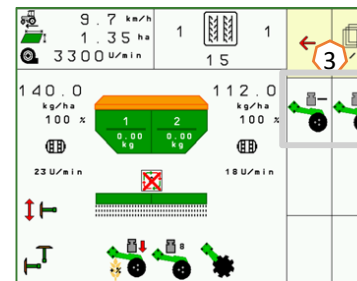 9.7 km/h
1.35 ha
3300 U/min
1 1
15
3
140.0
kg/ha
100 %
112.0
kg/ha
100 %
1 2
0.00 0.00
kg kg
23 U/min
18 U/min
8
%